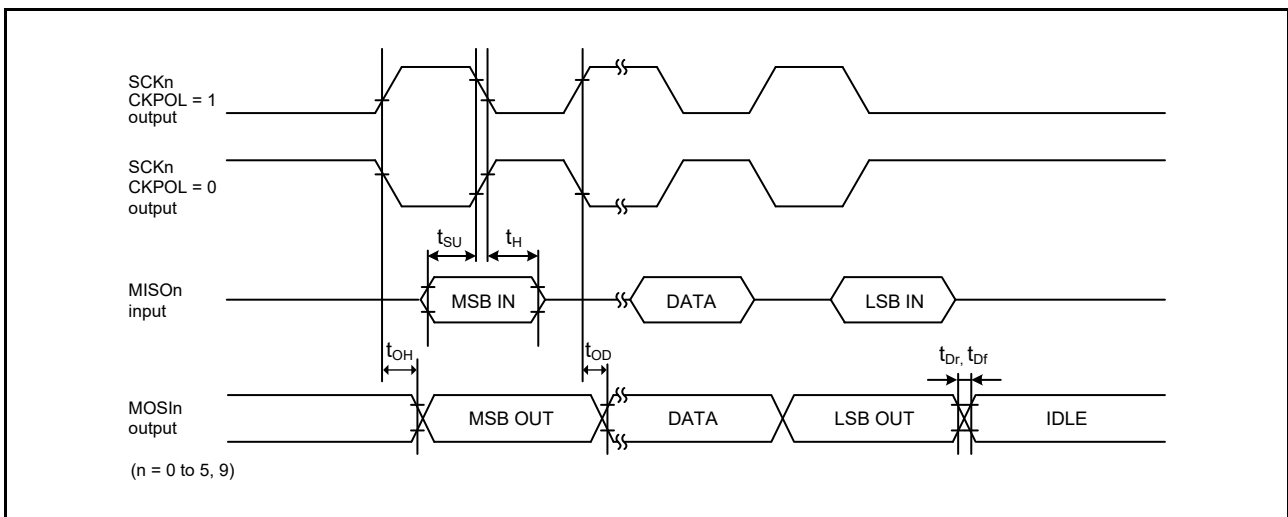 SCKn
CKPOL = 1
output
SCKn
CKPOL = 0
output
tSU
tH
MISOn
input
MSB IN
DATA
LSB IN
tOH
tOD
tDr, tDf
MOSIn
output
MSB OUT
DATA
LSB OUT
IDLE
(n = 0 to 5, 9)